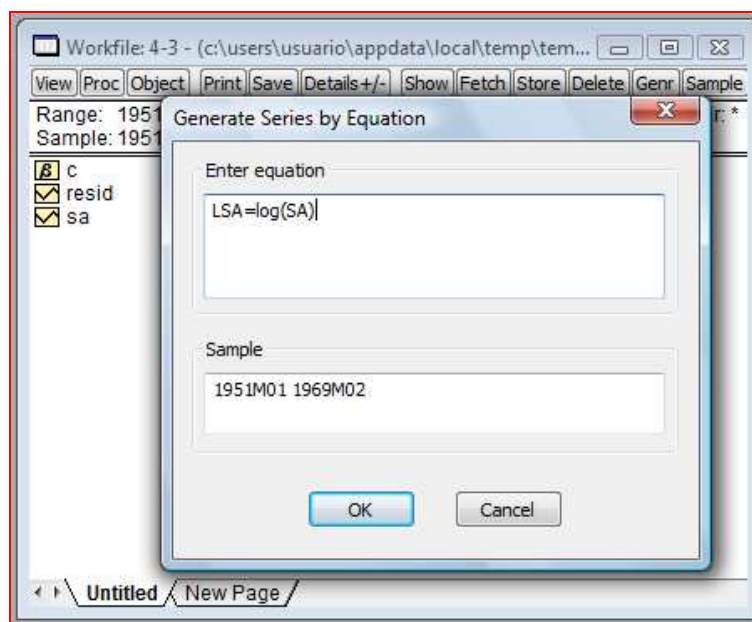 Workfile: 4-3 - (c:\users\usuario\appdata\local\temp\tem...
View Proc Object Print Save Details+/- Show Fetch Store Delete Genr Sample
Range: 1951
Sample: 1951
Generate Series by Equation
r: *
c
resid
sa
Enter equation
LSA=log(SA)
Sample
1951M01 1969M02
OK Cancel
Untitled New Page